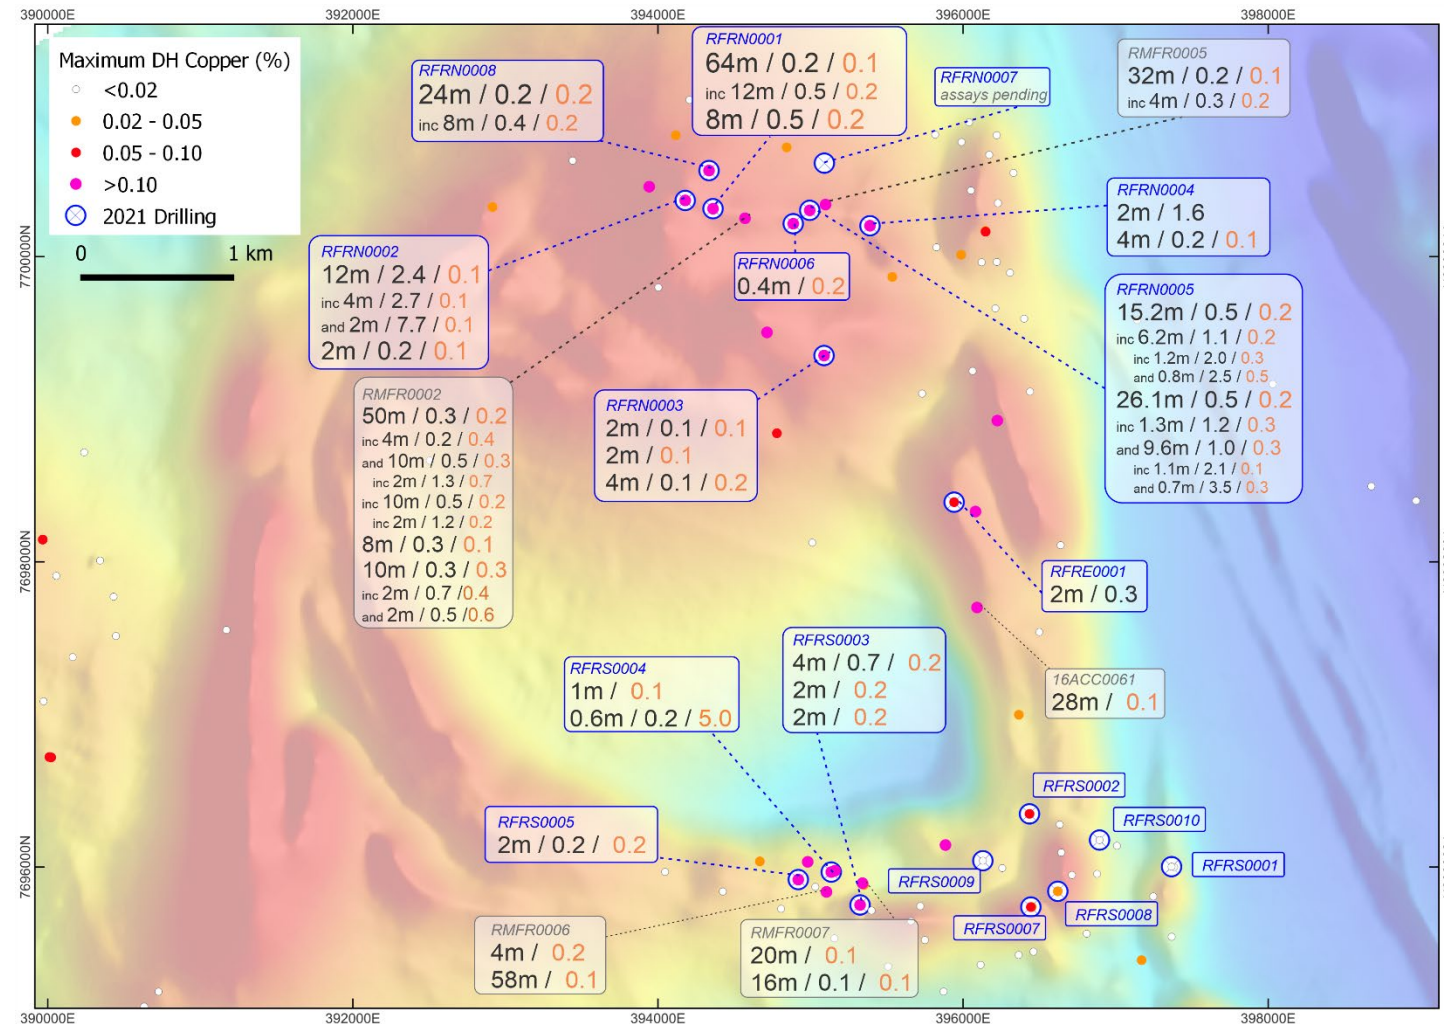 390000E
392000E
394000E
396000E
398000E
Maximum DH Copper (%)
<0.02
0.02 - 0.05
0.05 - 0.10
>0.10
2021 Drilling
0
1 km
RFRN0008
24m / 0.2 / 0.2
inc 8m / 0.4 / 0.2
RFRN0001
64m / 0.2 / 0.1
inc 12m / 0.5 / 0.2
8m / 0.5 / 0.2
RFRN0007
assays pending
RMFR0005
32m / 0.2 / 0.1
inc 4m / 0.3 / 0.2
RFRN0004
2m / 1.6
4m / 0.2 / 0.1
RFRN0002
12m / 2.4 / 0.1
inc 4m / 2.7 / 0.1
and 2m / 7.7 / 0.1
2m / 0.2 / 0.1
RFRN0006
0.4m / 0.2
RFRN0005
15.2m / 0.5 / 0.2
inc 6.2m / 1.1 / 0.2
inc 1.2m / 2.0 / 0.3
and 0.8m / 2.5 / 0.5
26.1m / 0.5 / 0.2
inc 1.3m / 1.2 / 0.3
and 9.6m / 1.0 / 0.3
inc 1.1m / 2.1 / 0.1
and 0.7m / 3.5 / 0.3
RMFR0002
50m / 0.3 / 0.2
inc 4m / 0.2 / 0.4
and 10m / 0.5 / 0.3
inc 2m / 1.3 / 0.7
inc 10m / 0.5 / 0.2
inc 2m / 1.2 / 0.2
8m / 0.3 / 0.1
10m / 0.3 / 0.3
inc 2m / 0.7 / 0.4
and 2m / 0.5 / 0.6
RFRN0003
2m / 0.1 / 0.1
2m / 0.1
4m / 0.1 / 0.2
RFRE0001
2m / 0.3
16ACC0061
28m / 0.1
RFRS0003
4m / 0.7 / 0.2
2m / 0.2
2m / 0.2
RFRS0004
1m / 0.1
0.6m / 0.2 / 5.0
RFRS0005
2m / 0.2 / 0.2
RFRS0002
RFRS0010
RFRS0001
RFRS0009
RFRS0008
RFRS0007
RMFR0006
4m / 0.2
58m / 0.1
RMFR0007
20m / 0.1
16m / 0.1 / 0.1
7700000N
7698000N
7696000N
390000E
392000E
394000E
396000E
398000E